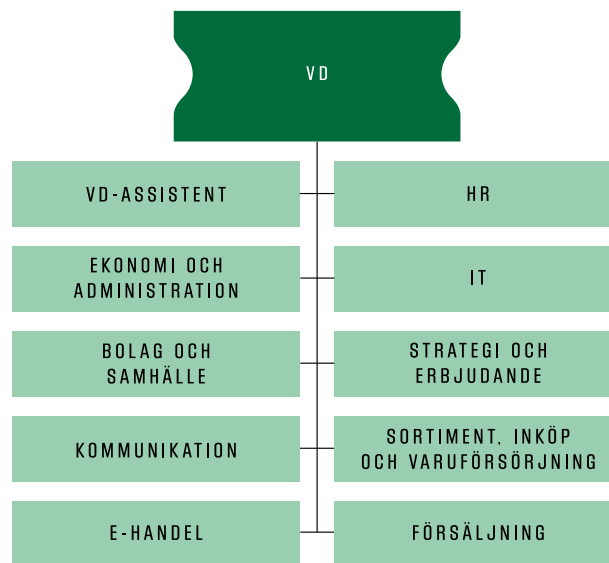 VD
VD-ASSISTENT
HR
EKONOMI OCH
ADMINISTRATION
IT
BOLAG OCH
SAMHÄLLE
STRATEGI OCH
ERBJUDANDE
KOMMUNIKATION
SORTIMENT, INKÖP
OCH VARUFÖRSÖRJNING
E-HANDEL
FÖRSÄLJNING